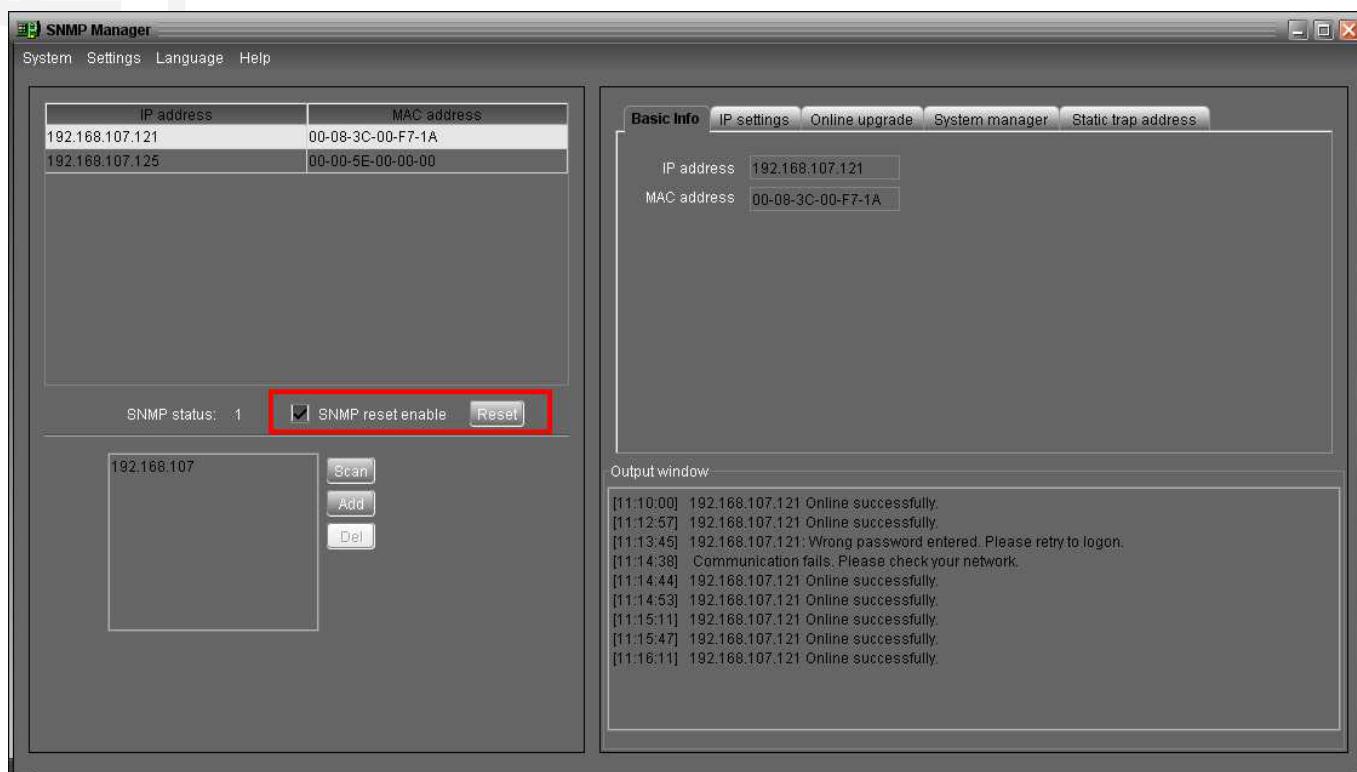 SNMP Manager
System Settings Language Help
IP address MAC address
192.168.107.121 00-08-3C-00-F7-1A
192.168.107.125 00-00-5E-00-00-00
SNMP status: 1 SNMP reset enable Reset
192.168.107
Scan
Add
Del
Basic Info IP settings Online upgrade System manager Static trap address
IP address 192.168.107.121
MAC address 00-08-3C-00-F7-1A
Output window
[11:10:00] 192.168.107.121 Online successfully.
[11:12:57] 192.168.107.121 Online successfully.
[11:13:45] 192.168.107.121: Wrong password entered. Please retry to logon.
[11:14:38] Communication fails. Please check your network.
[11:14:44] 192.168.107.121 Online successfully.
[11:14:53] 192.168.107.121 Online successfully.
[11:15:11] 192.168.107.121 Online successfully.
[11:15:47] 192.168.107.121 Online successfully.
[11:16:11] 192.168.107.121 Online successfully.